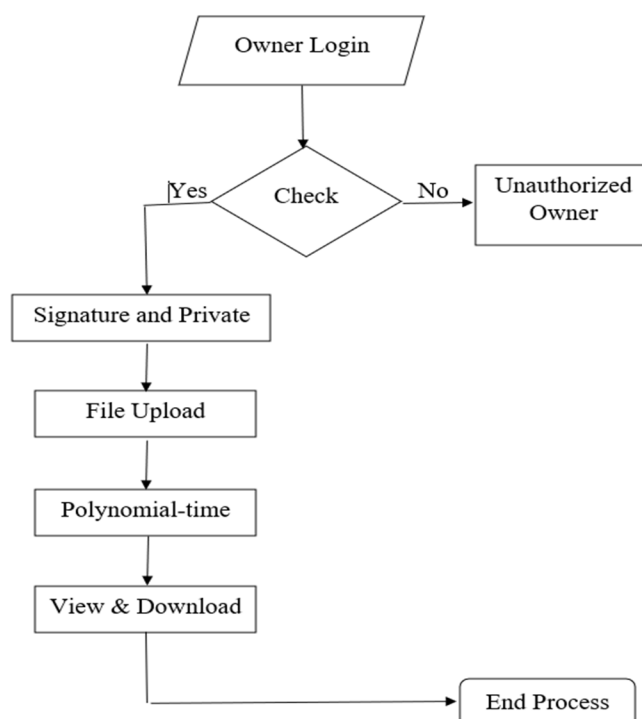 Owner Login
Yes
Check
No
Unauthorized
Owner
Signature and Private
File Upload
Polynomial-time
View & Download
End Process